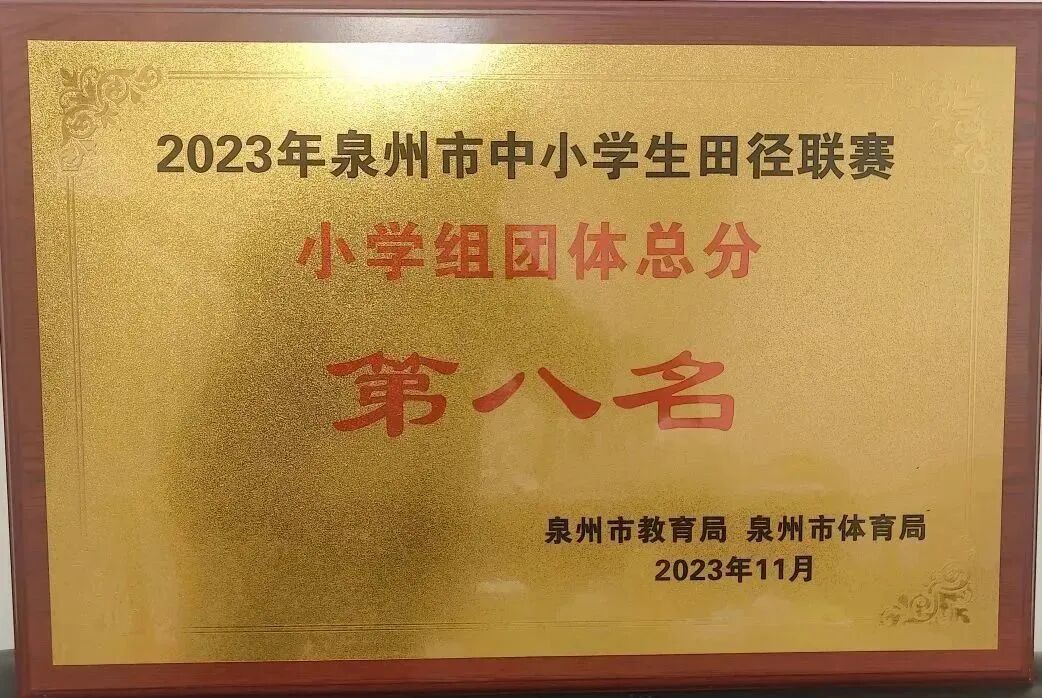 2023年泉州市中小学生田径联赛
小学组团体总分
第八名
泉州市教育局 泉州市体育局
2023年11月